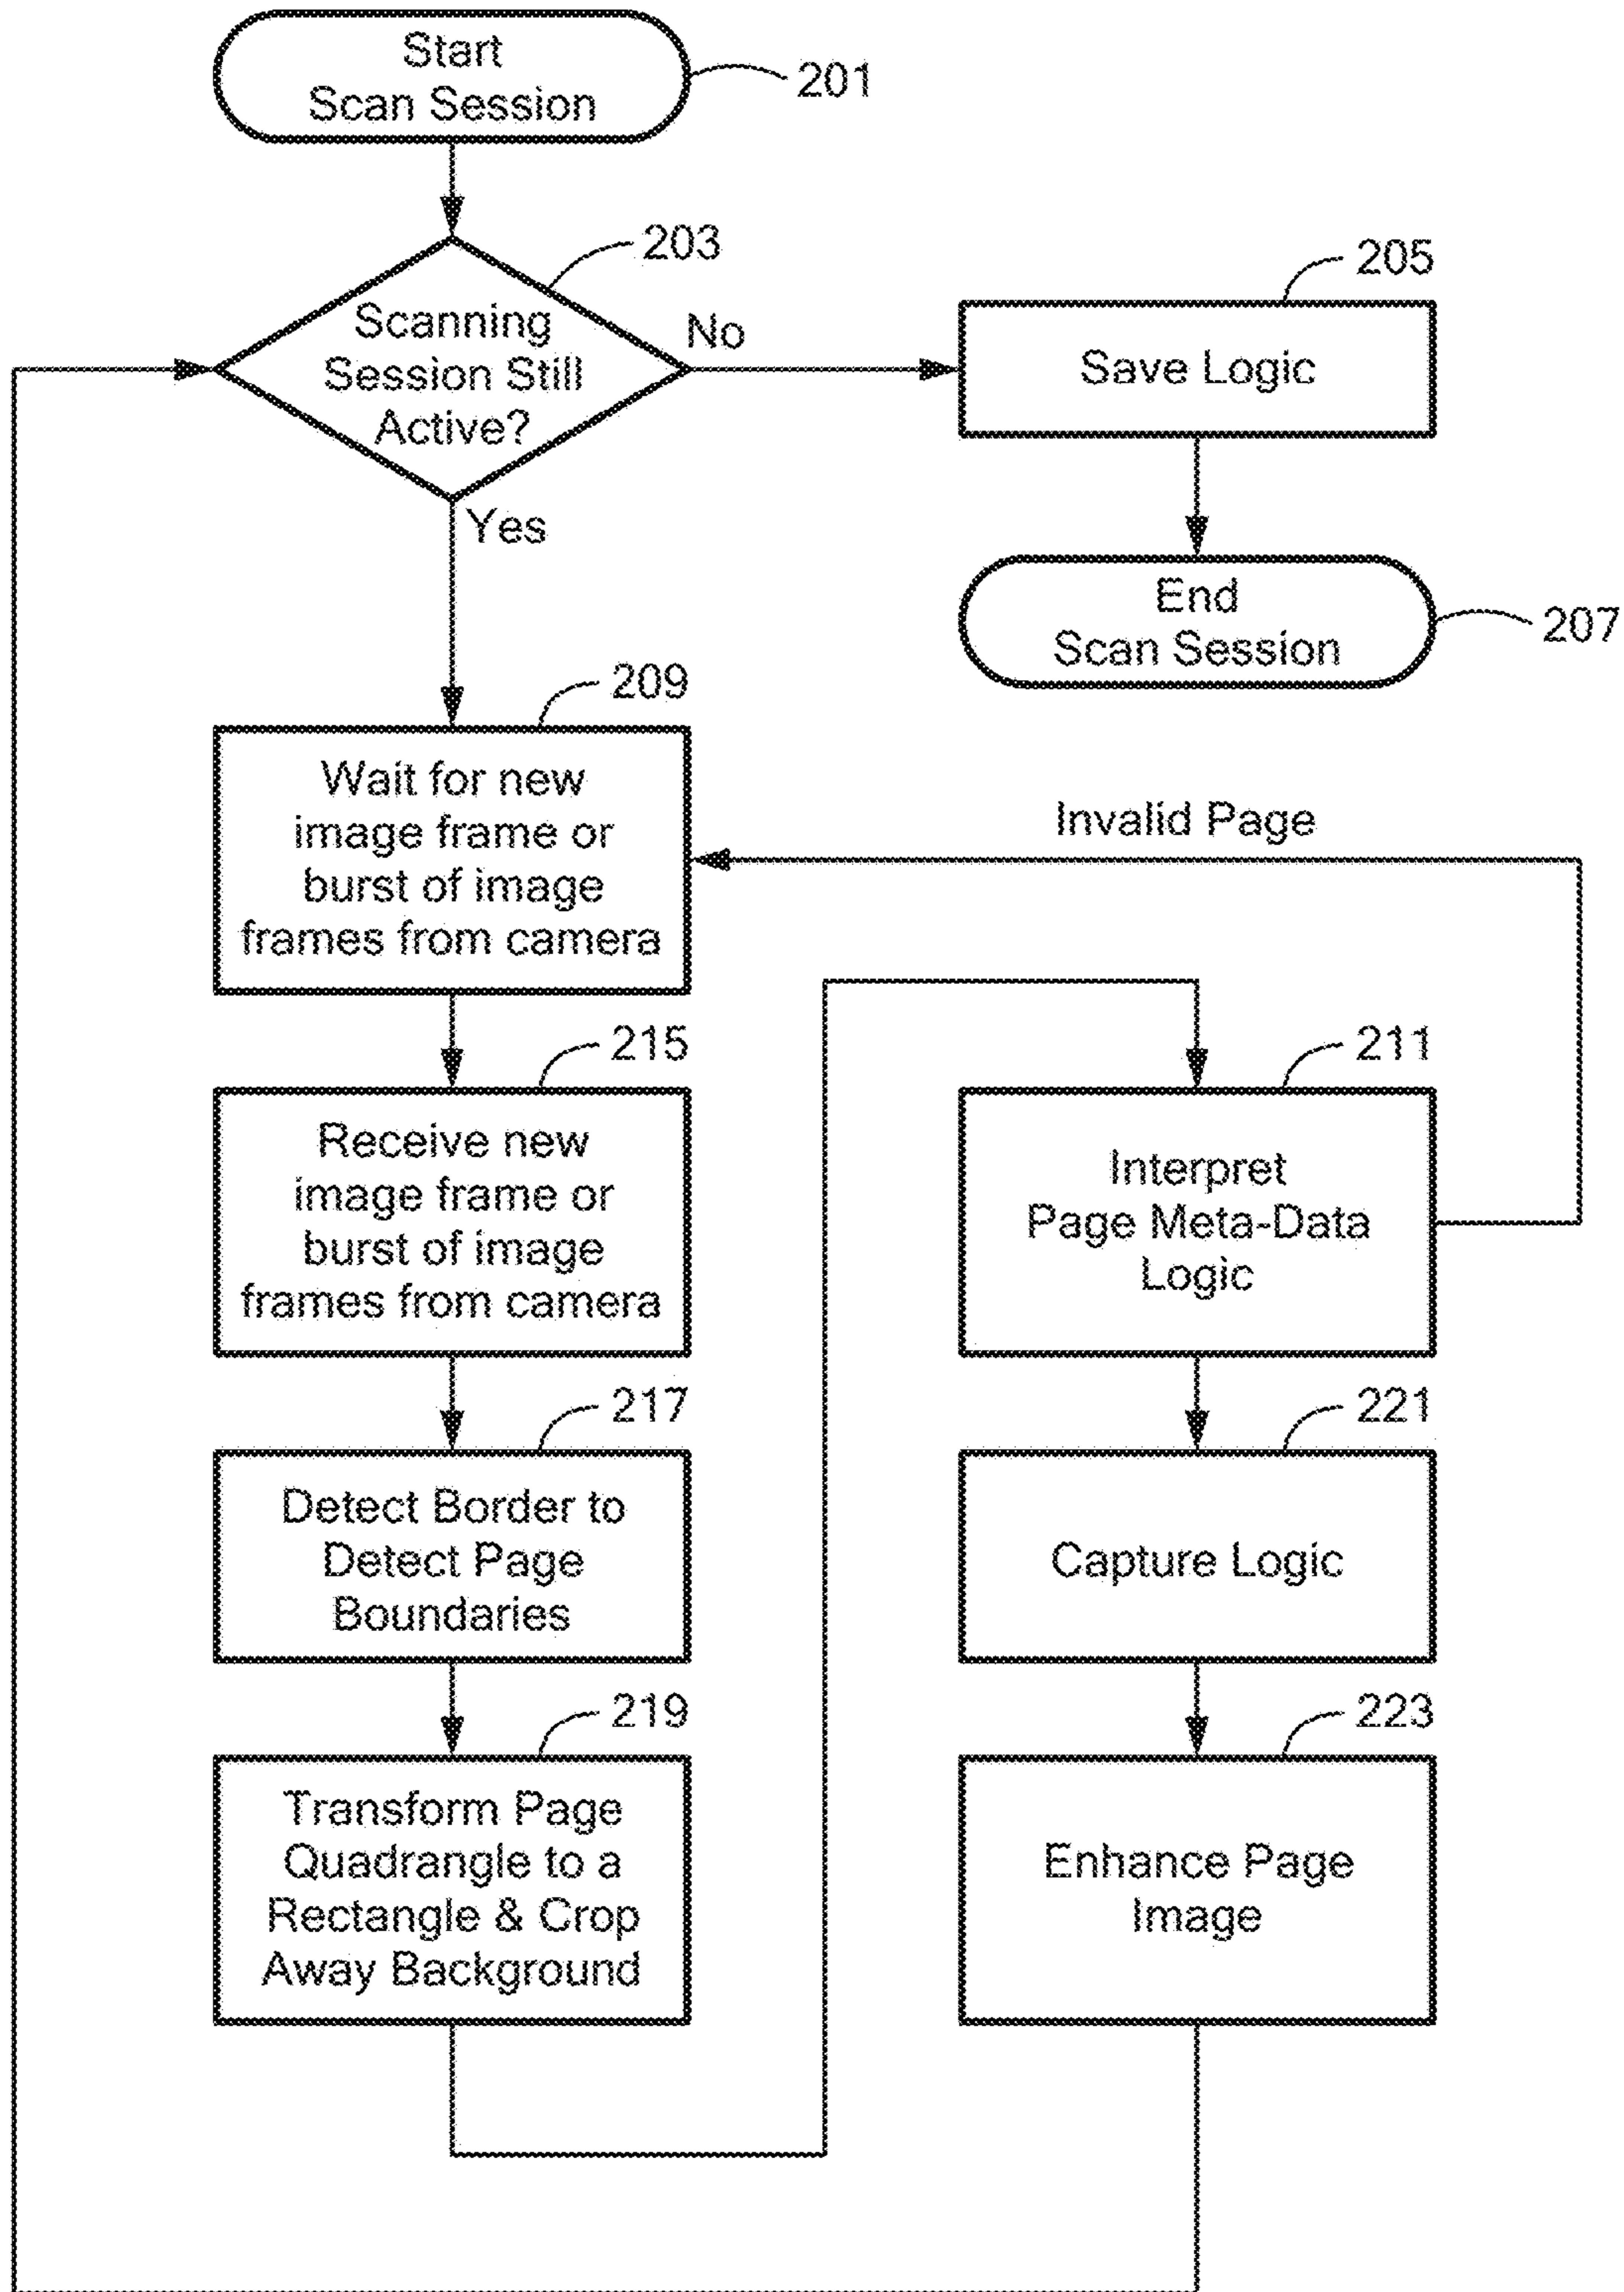 Start
Scan Session
201
203
Scanning
Session Still
Active?
No
Yes
205
Save Logic
End
Scan Session
207
209
Wait for new
image frame or
burst of image
frames from camera
Invalid Page
215
Receive new
image frame or
burst of image
frames from camera
211
Interpret
Page Meta-Data
Logic
217
Detect Border to
Detect Page
Boundaries
221
Capture Logic
219
Transform Page
Quadrangle to a
Rectangle & Crop
Away Background
223
Enhance Page
Image